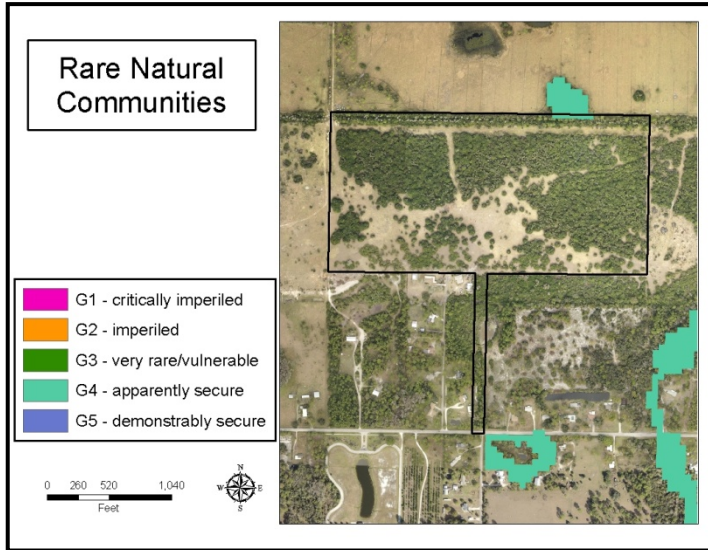 Rare Natural
Communities
G1 - critically imperiled
G2 - imperiled
G3 - very rare/vulnerable
G4 - apparently secure
G5 - demonstrably secure
0 260 520 1,040
Feet
N
W E
S